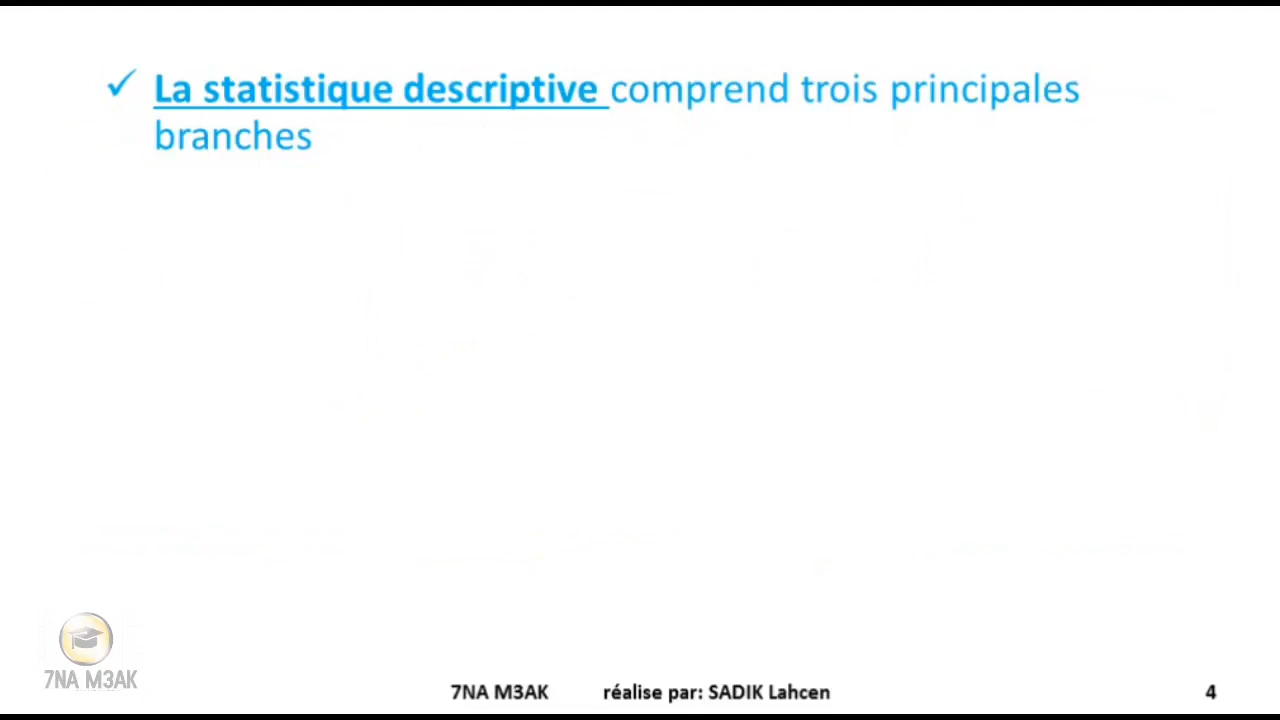 ✓ La statistique descriptive comprend trois principales
branches
7NA M3AK
7NA M3AK réalise par: SADIK Lahcen 4